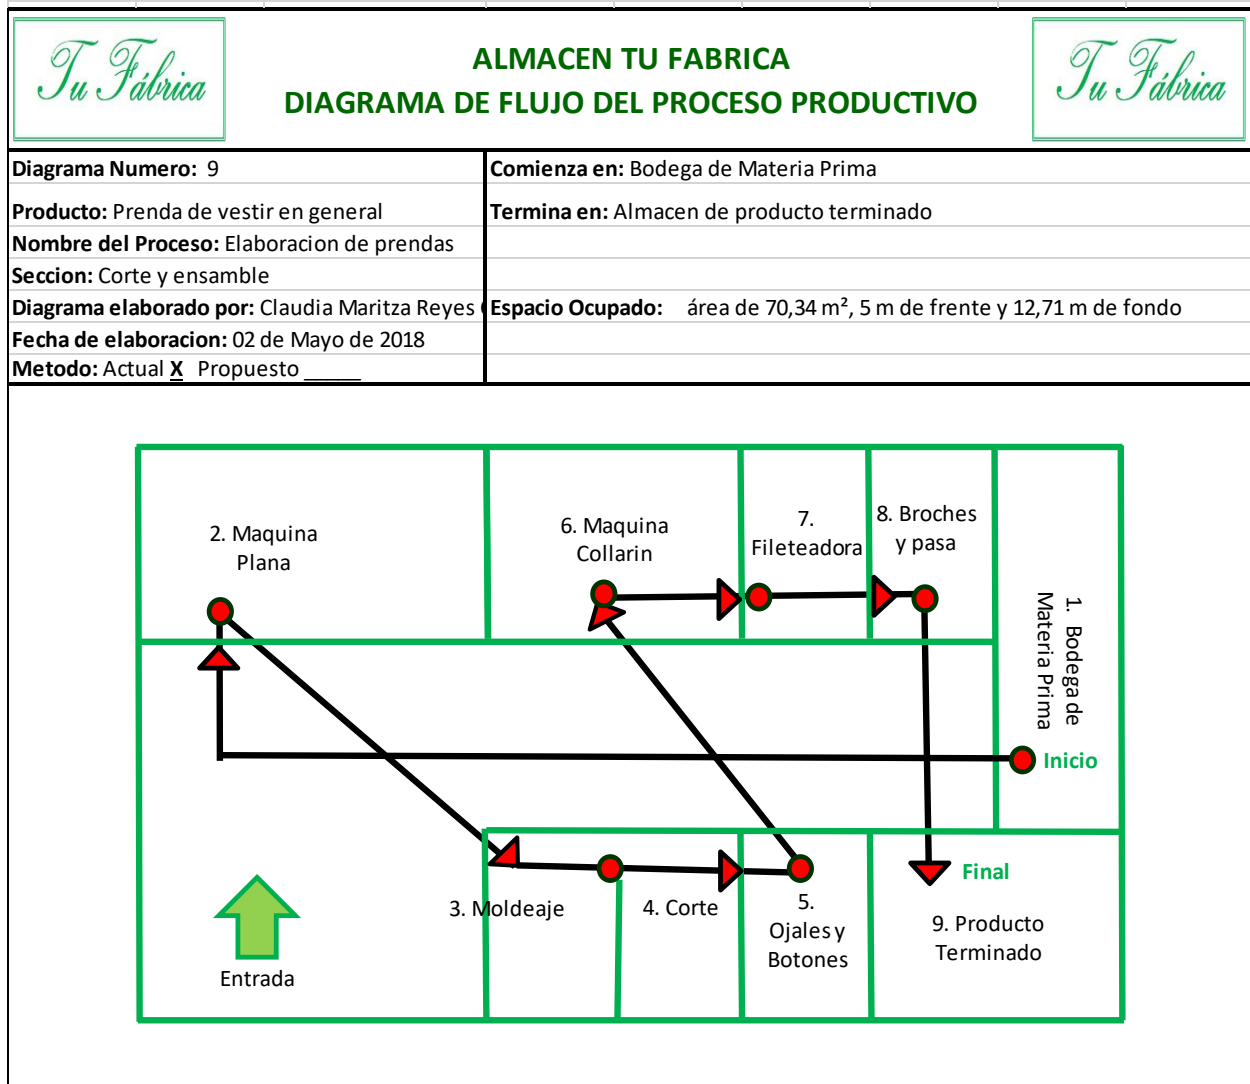 Tu Fábrica
ALMACEN TU FABRICA
DIAGRAMA DE FLUJO DEL PROCESO PRODUCTIVO
Tu Fábrica
Diagrama Numero: 9
Comienza en: Bodega de Materia Prima
Producto: Prenda de vestir en general
Termina en: Almacen de producto terminado
Nombre del Proceso: Elaboracion de prendas
Seccion: Corte y ensamble
Diagrama elaborado por: Claudia Maritza Reyes
Espacio Ocupado: área de 70,34 m², 5 m de frente y 12,71 m de fondo
Fecha de elaboracion: 02 de Mayo de 2018
Metodo: Actual X Propuesto _____
2. Maquina
Plana
6. Maquina
Collarin
7.
Fileteadora
8. Broches
y pasa
1. Bodega de
Materia Prima
Inicio
3. Moldeaje
4. Corte
5.
Ojales y
Botones
Final
9. Producto
Terminado
Entrada